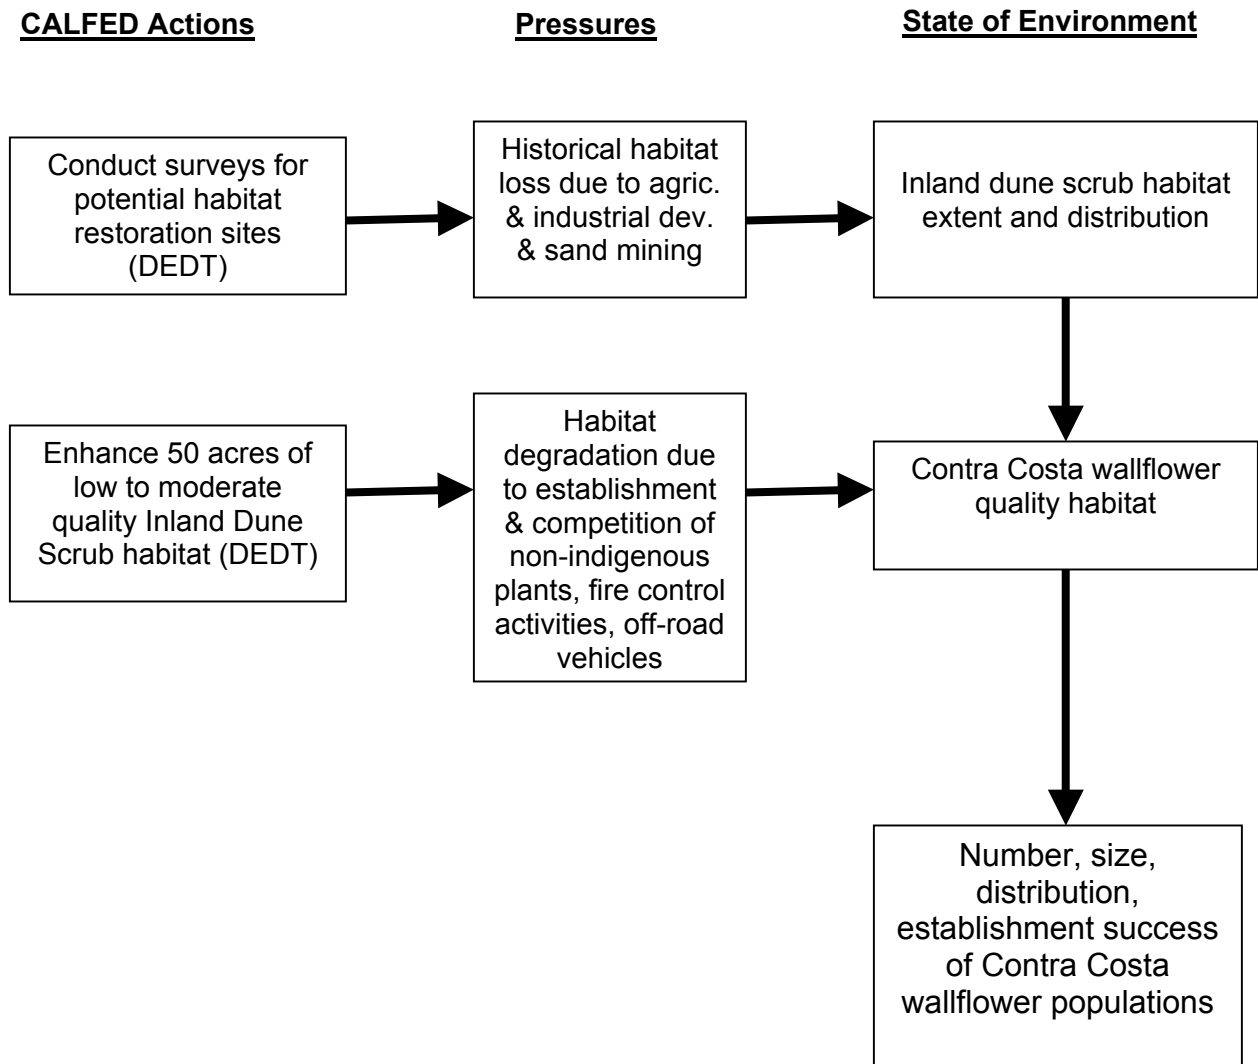 CALFED Actions
Pressures
State of Environment
Conduct surveys for
potential habitat
restoration sites
(DEDT)
Historical habitat
loss due to agric.
& industrial dev.
& sand mining
Inland dune scrub habitat
extent and distribution
Enhance 50 acres of
low to moderate
quality Inland Dune
Scrub habitat (DEDT)
Habitat
degradation due
to establishment
& competition of
non-indigenous
plants, fire control
activities, off-road
vehicles
Contra Costa wallflower
quality habitat
Number, size,
distribution,
establishment success
of Contra Costa
wallflower populations